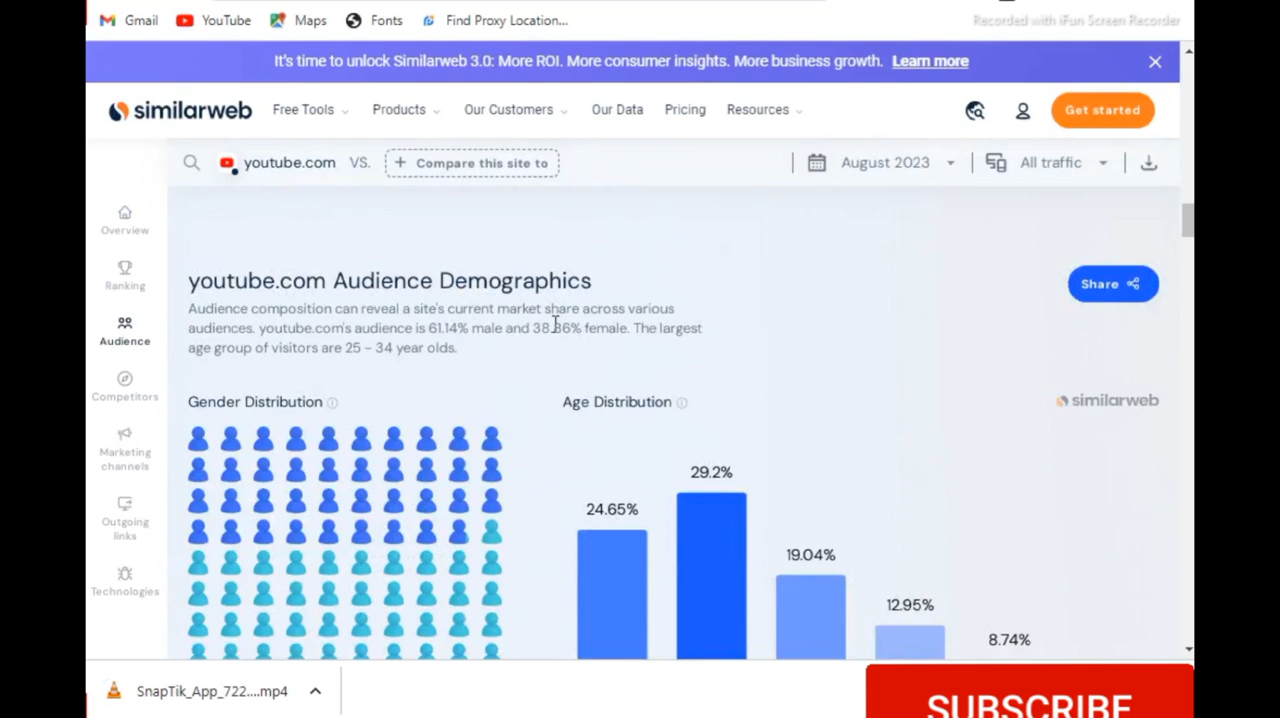 Gmail YouTube Maps Fonts Find Proxy Location...
Recorded with iFun Screen Recorder
It's time to unlock Similarweb 3.0: More ROI. More consumer insights. More business growth. Learn more
similarweb Free Tools Products Our Customers Our Data Pricing Resources Get started
youtube.com VS. + Compare this site to August 2023 All traffic
Overview
Ranking
Audience
Competitors
Marketing
channels
Outgoing
links
Technologies
youtube.com Audience Demographics
Share
Audience composition can reveal a site's current market share across various
audiences. youtube.com's audience is 61.14% male and 38.86% female. The largest
age group of visitors are 25 - 34 year olds.
Gender Distribution
Age Distribution
similarweb
24.65%
29.2%
19.04%
12.95%
8.74%
SnapTik_App_722....mp4
SUBSCRIBE